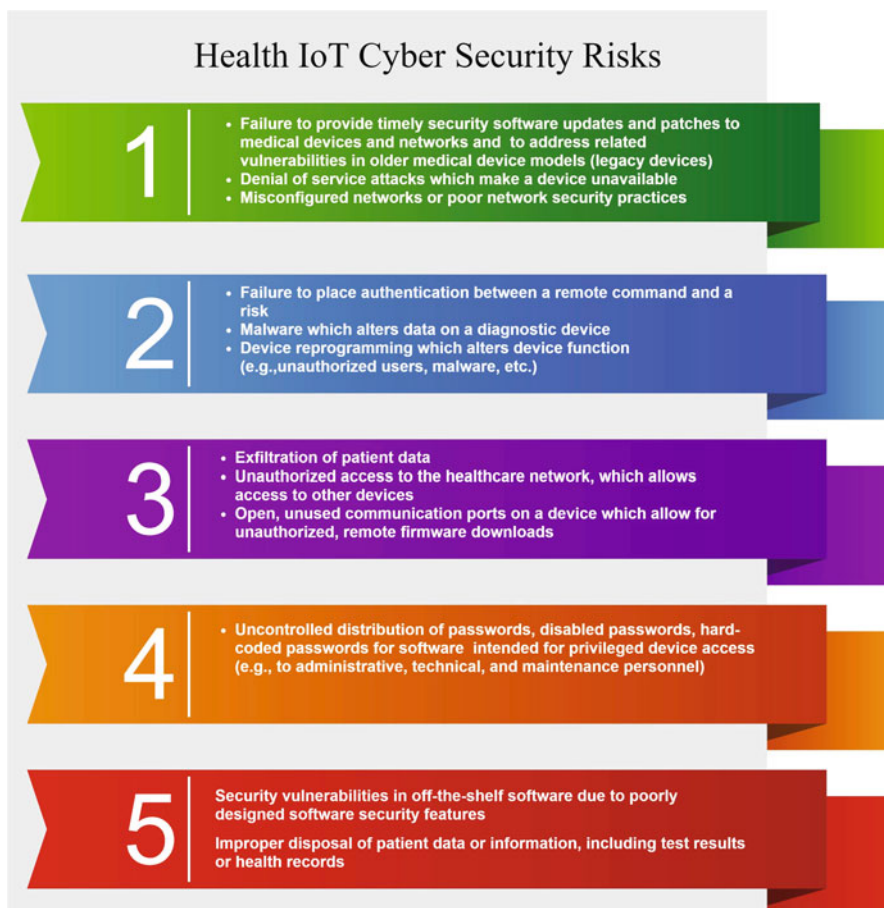 Health IoT Cyber Security Risks
1
• Failure to provide timely security software updates and patches to
medical devices and networks and to address related
vulnerabilities in older medical device models (legacy devices)
• Denial of service attacks which make a device unavailable
• Misconfigured networks or poor network security practices
2
• Failure to place authentication between a remote command and a
risk
• Malware which alters data on a diagnostic device
• Device reprogramming which alters device function
(e.g.,unauthorized users, malware, etc.)
3
• Exfiltration of patient data
• Unauthorized access to the healthcare network, which allows
access to other devices
• Open, unused communication ports on a device which allow for
unauthorized, remote firmware downloads
4
• Uncontrolled distribution of passwords, disabled passwords, hard-
coded passwords for software intended for privileged device access
(e.g., to administrative, technical, and maintenance personnel)
5
Security vulnerabilities in off-the-shelf software due to poorly
designed software security features
Improper disposal of patient data or information, including test results
or health records